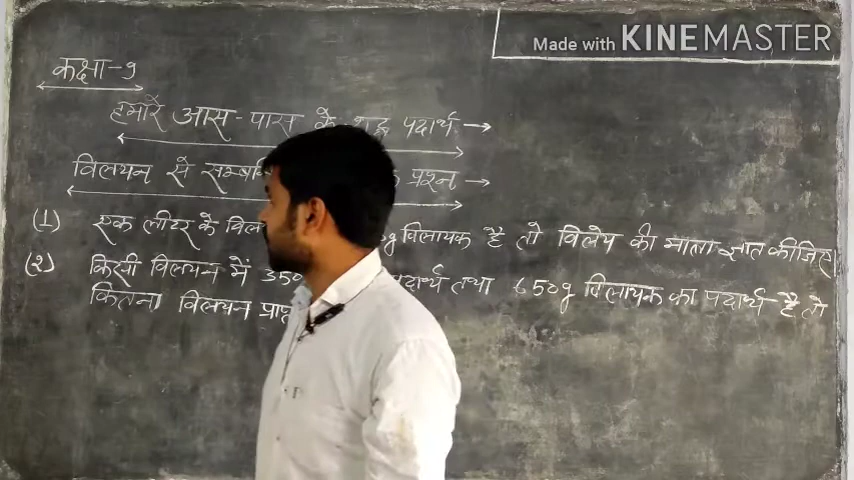 Made with KINEMASTER
कक्षा-9
हमारे आस-पास के शुद्ध पदार्थ
विलयन से प्रश्न
(1) एक लीटर के g विलायक है तो विलेय की मात्रा ज्ञात कीजिए
(2) किसी विलयन में 350 पदार्थ तथा 650g विलायक का पदार्थ है तो
कितना विलयन